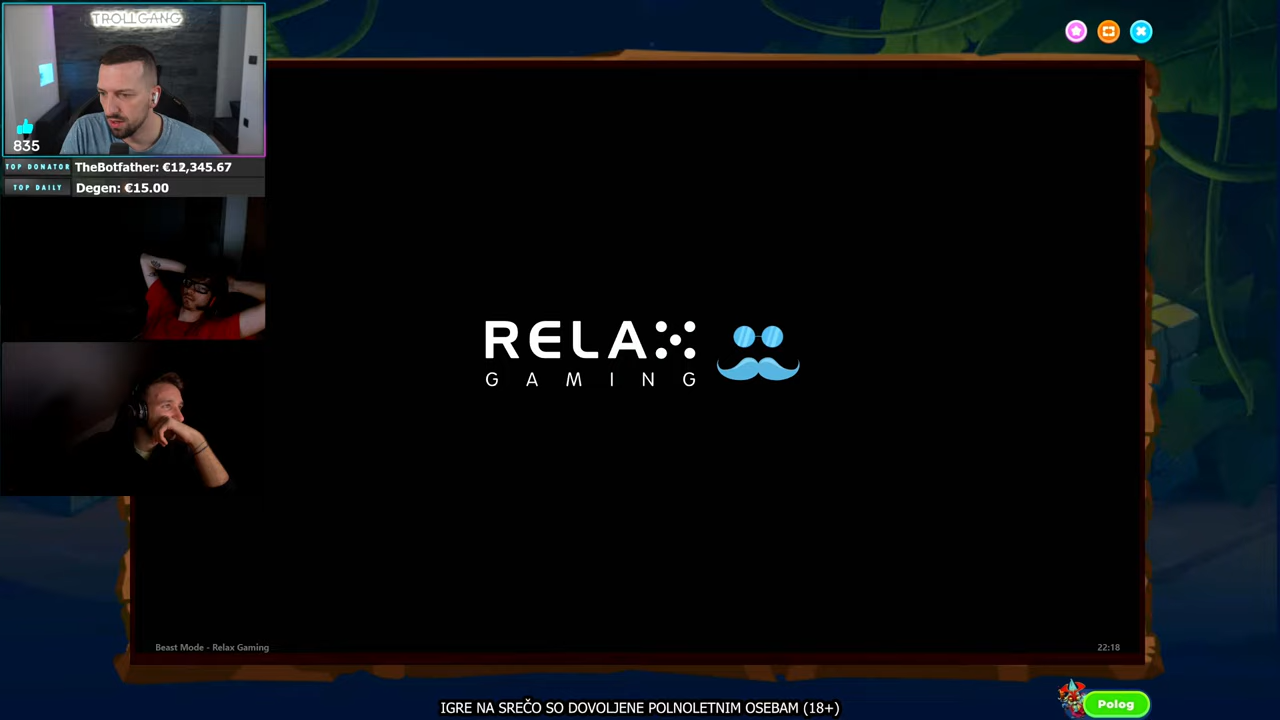 TROLLGANG
835
TOP DONATOR TheBotfather: €12,345.67
TOP DAILY Degen: €15.00
RELAX
GAMING
Beast Mode - Relax Gaming
22:18
IGRE NA SREČO SO DOVOLJENE POLNOLETNIM OSEBAM (18+)
Polog